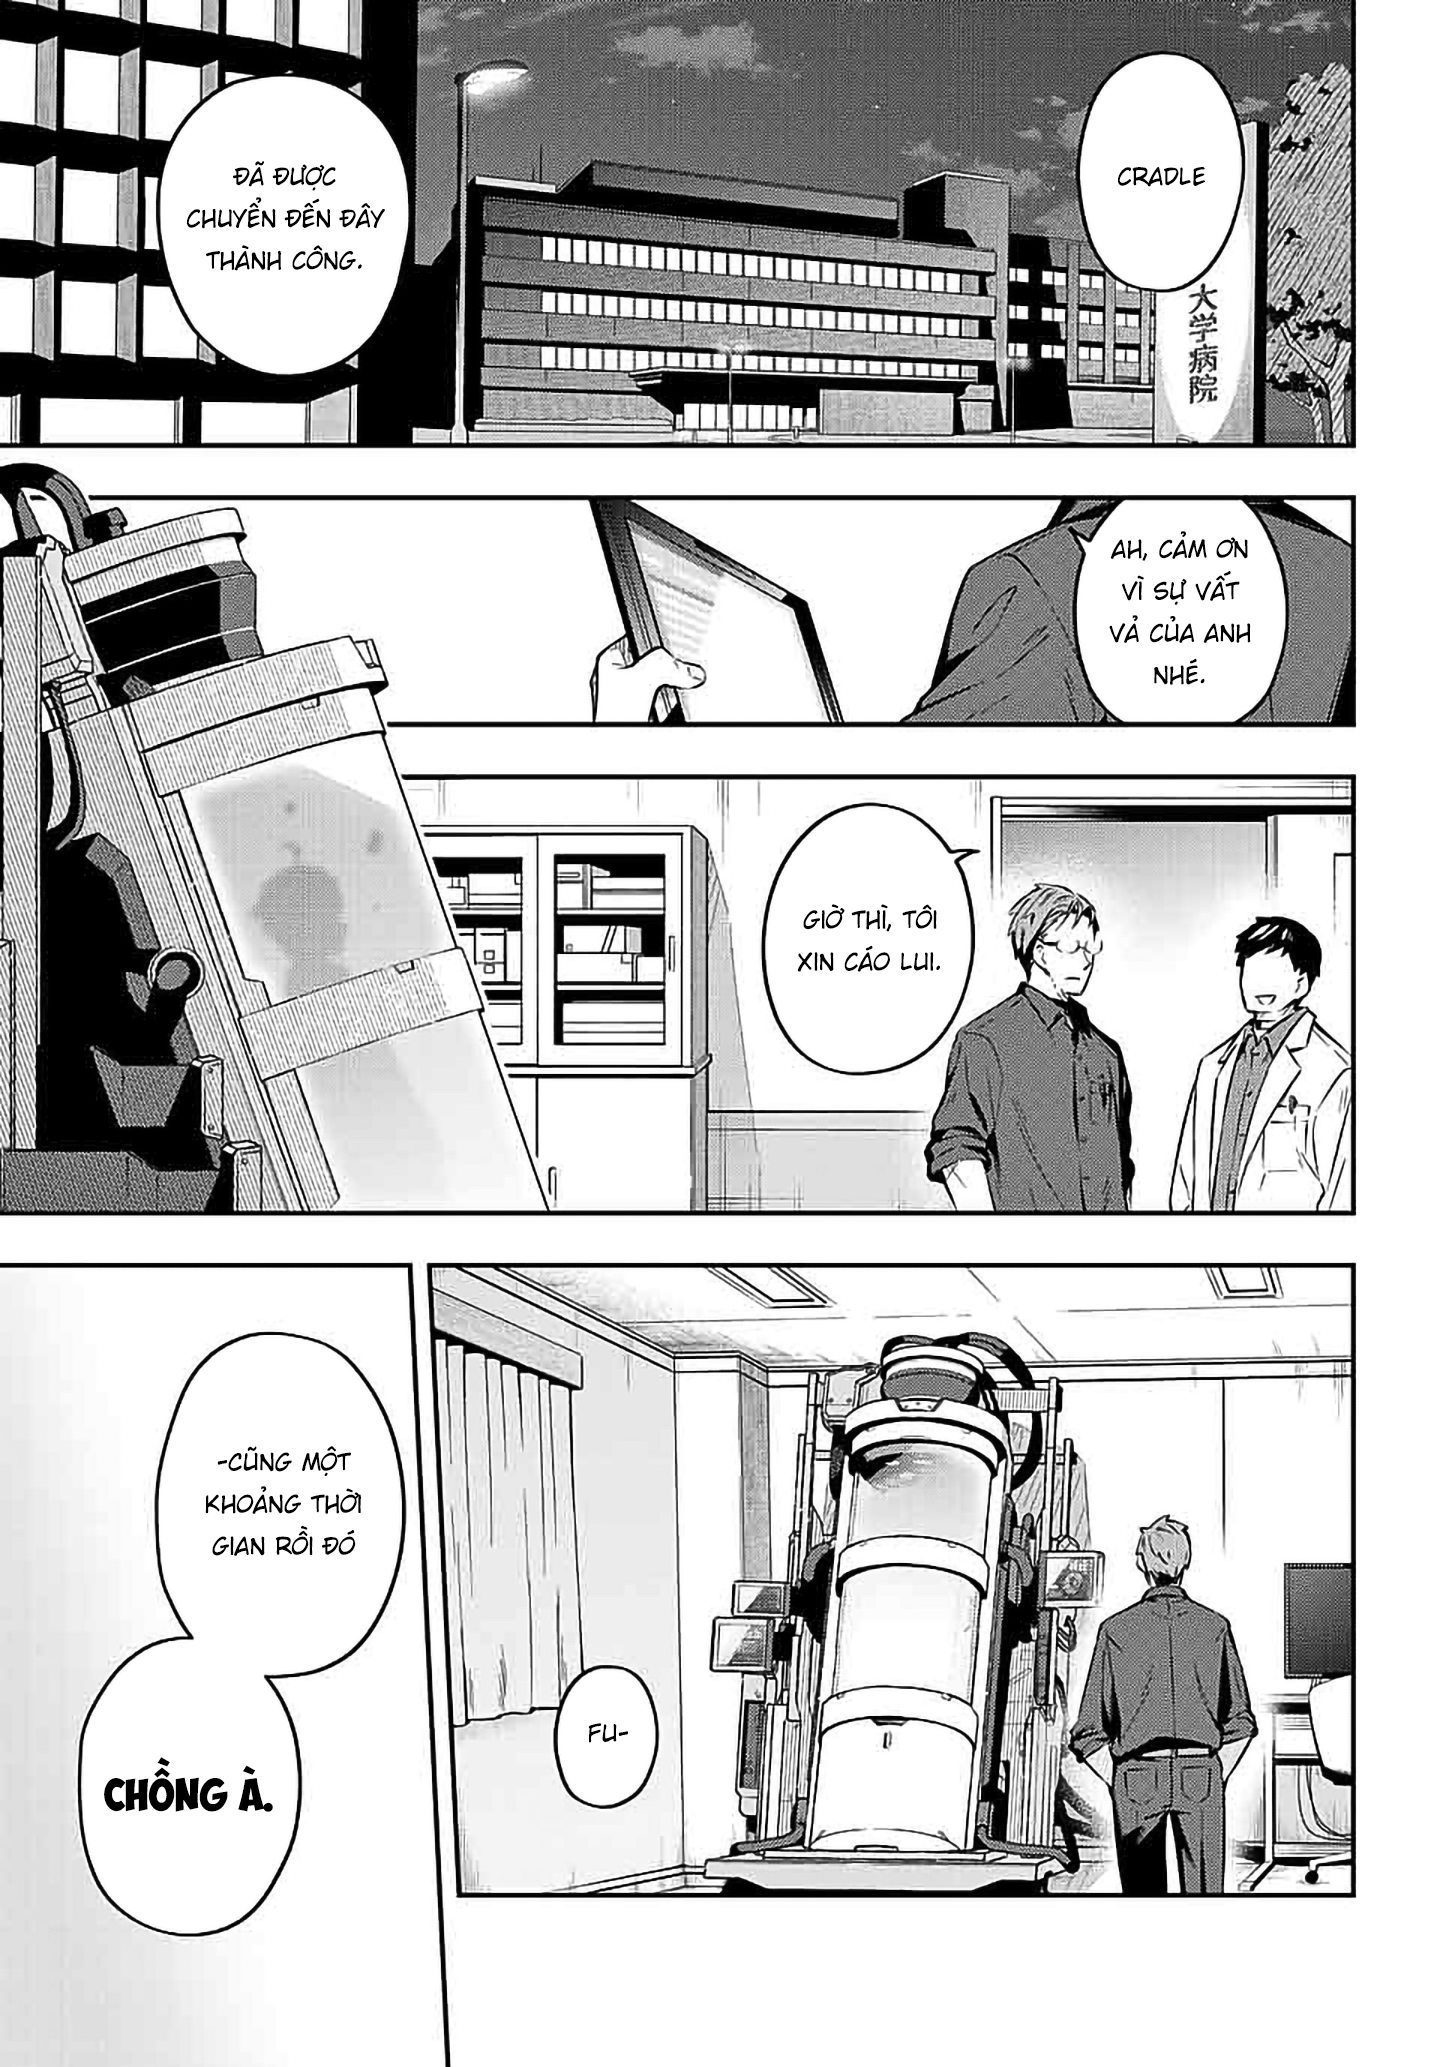 CRADLE
大学病院
ĐÃ ĐƯỢC
CHUYỂN ĐẾN ĐÂY
THÀNH CÔNG.
AH, CẢM ƠN
VÌ SỰ VẤT
VẢ CỦA ANH
NHÉ.
GIỜ THÌ, TÔI
XIN CÁO LUI.
FU-
-CŨNG MỘT
KHOẢNG THỜI
GIAN RỒI ĐÓ
CHỒNG À.